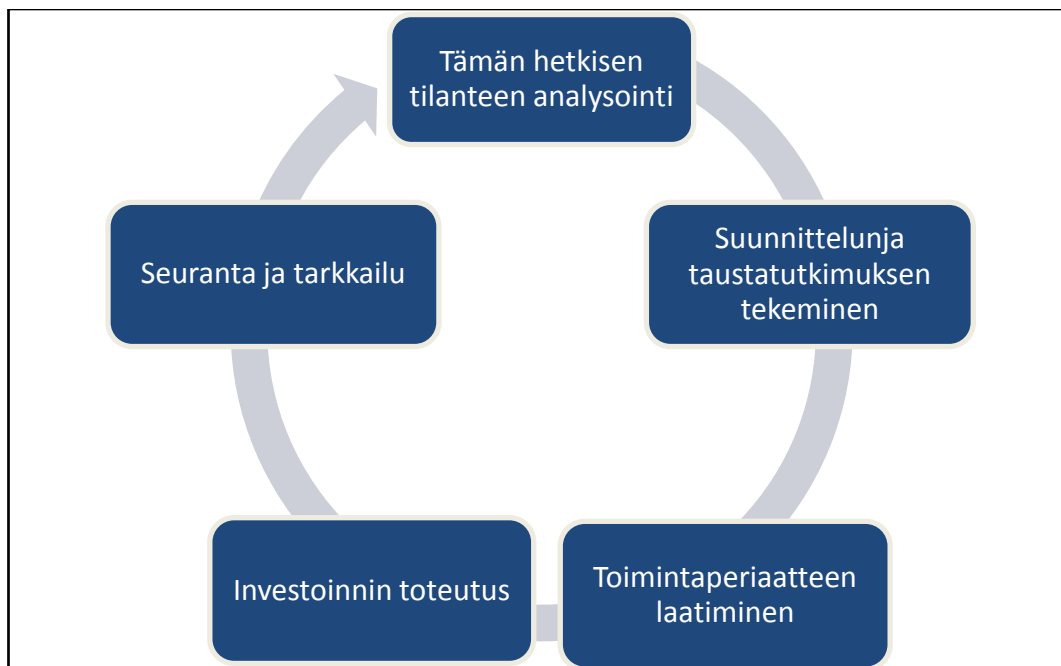 Tämän hetkisen
tilanteen analysointi
Suunnittelunja
taustatutkimuksen
tekeminen
Toimintaperiaatteen
laatiminen
Investoinnin toteutus
Seuranta ja tarkkailu